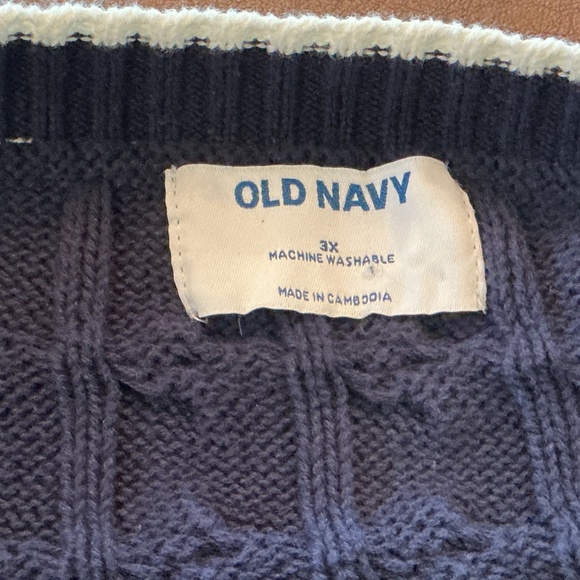 OLD NAVY
3X
MACHINE WASHABLE
MADE IN CAMBODIA